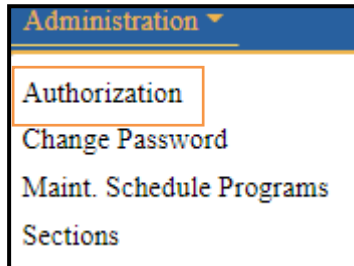 Administration
Authorization
Change Password
Maint. Schedule Programs
Sections